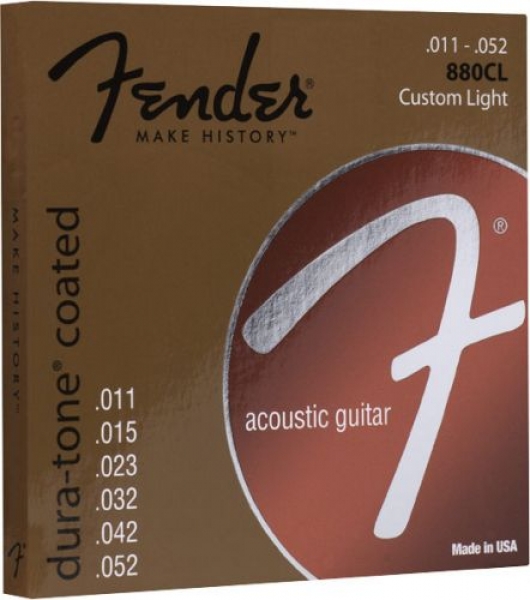 Fender®
MAKE HISTORY™
.011 - .052
880CL
Custom Light
MAKE HISTORY™
F
dura-tone® coated
.011
.015
.023
.032
.042
.052
F®
acoustic guitar
Made in USA